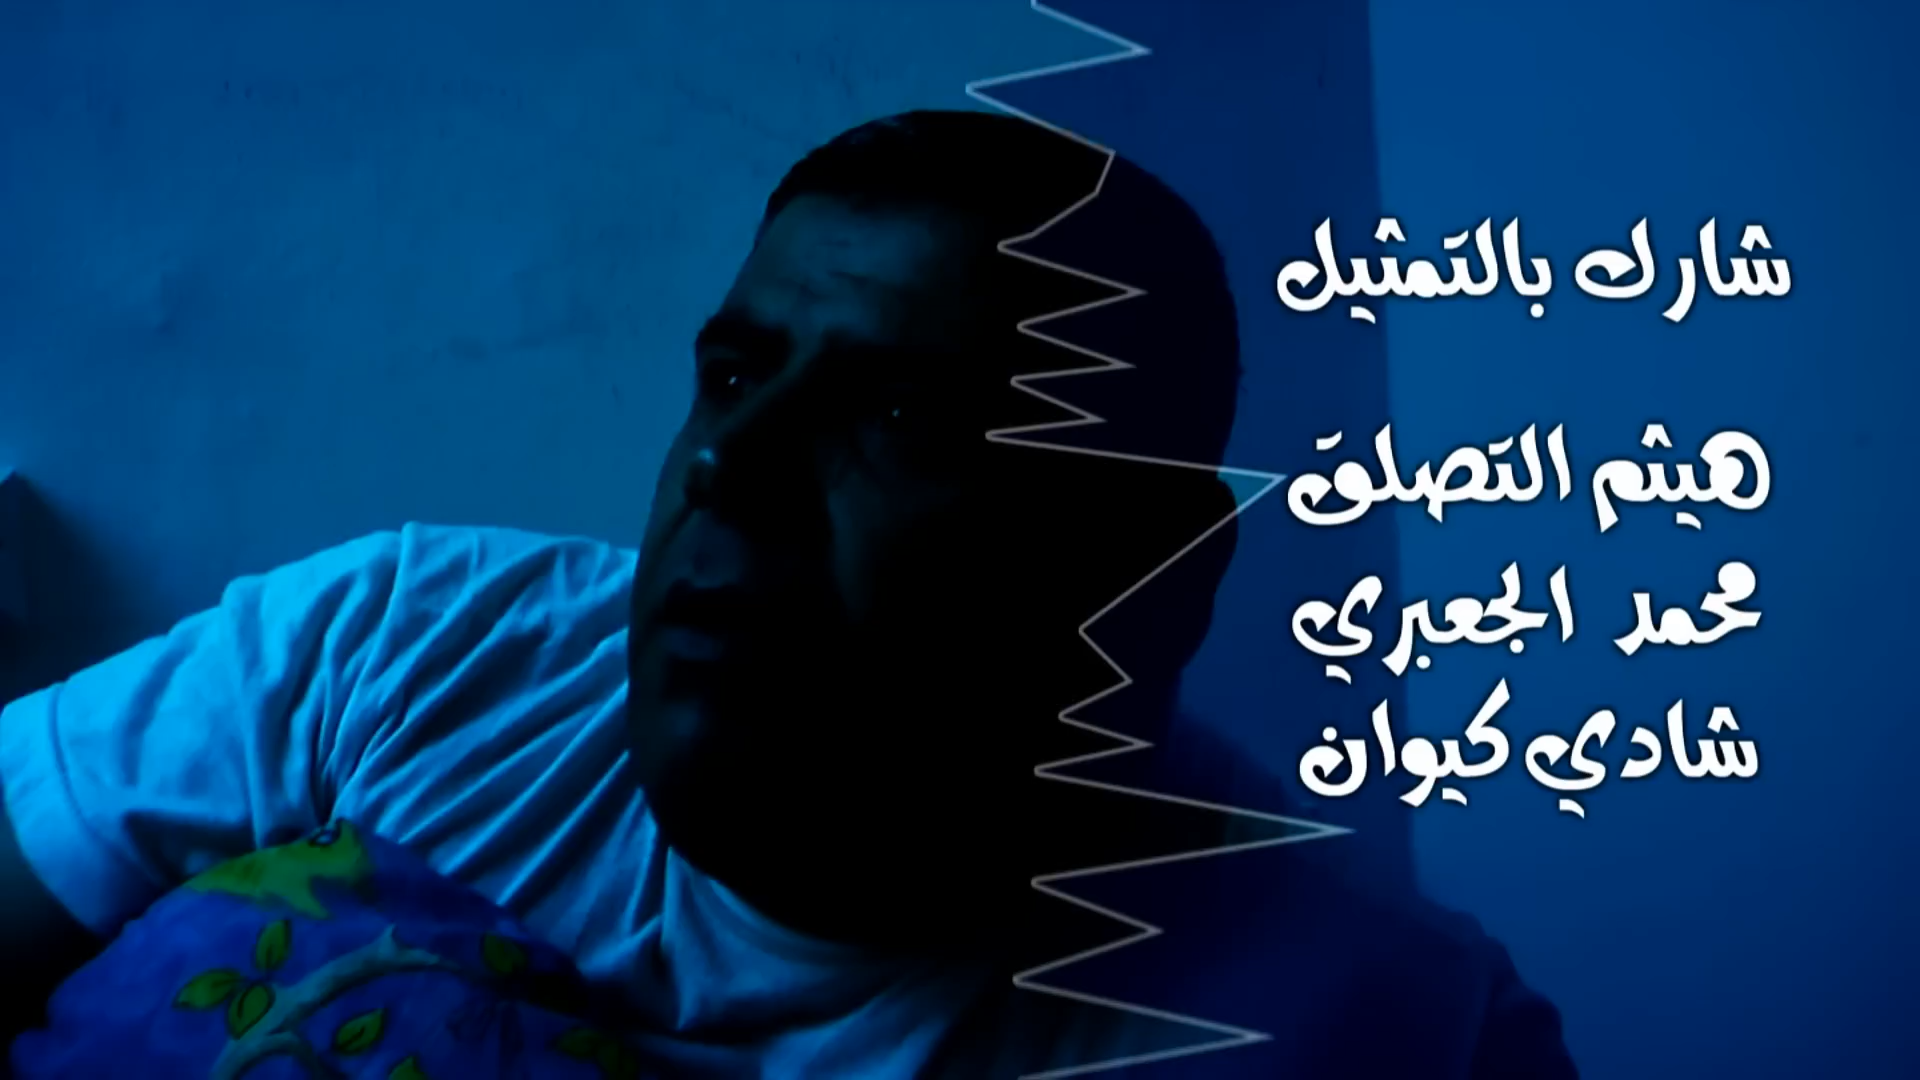 شارك بالتمثيل
هيثم التصلق
محمد الجعبري
شادي كيوان